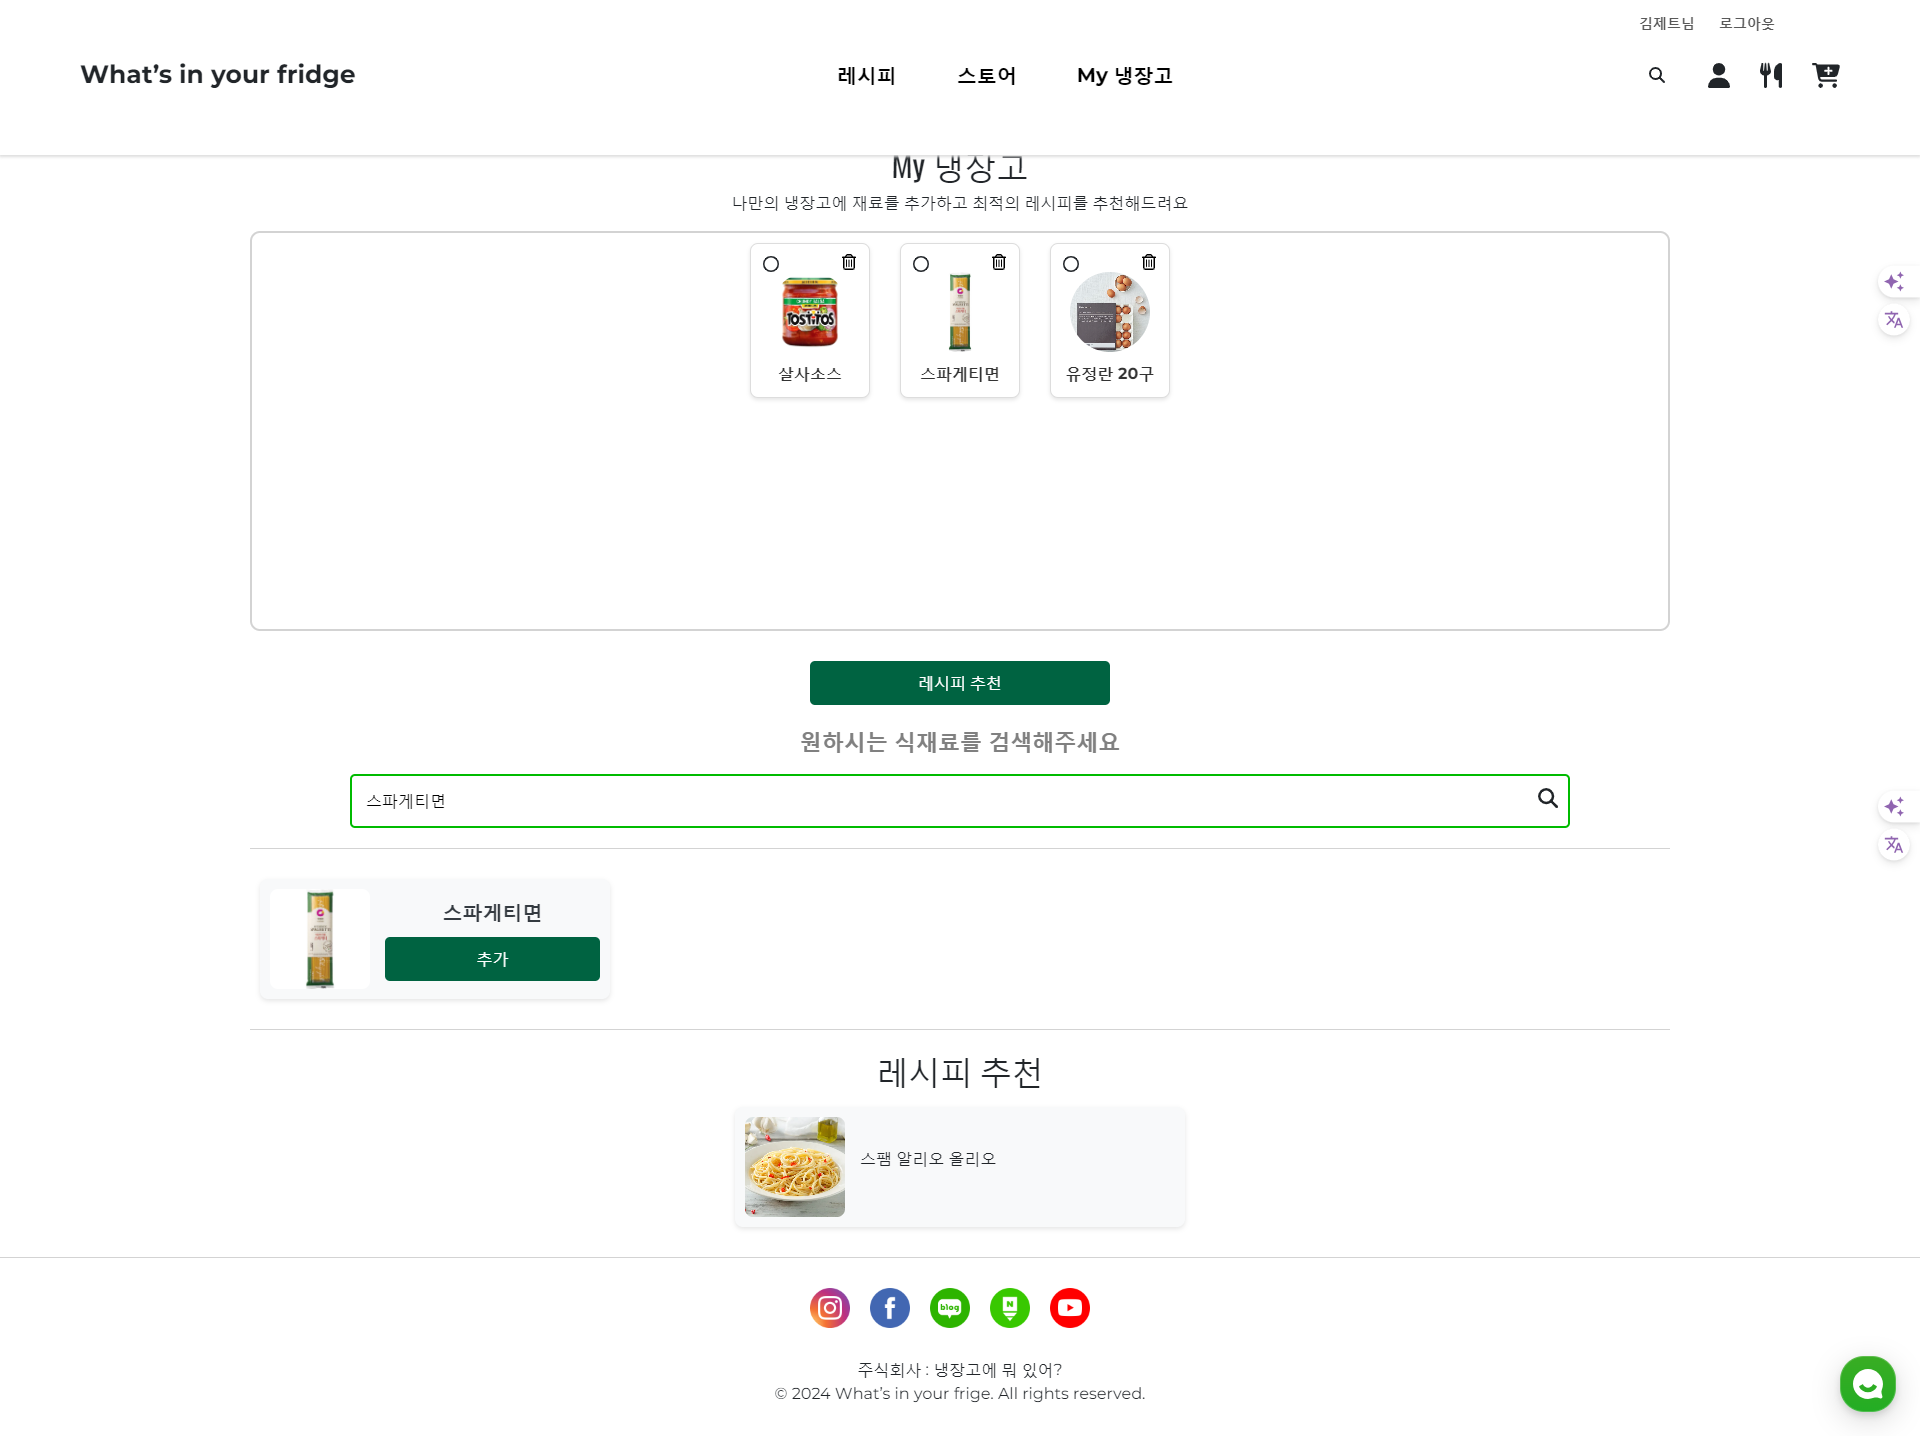 김제트님 로그아웃
What's in your fridge
레시피 스토어 My 냉장고
My 냉장고
나만의 냉장고에 재료를 추가하고 최적의 레시피를 추천해드려요
TOSTITOS
살사소스 스파게티면 유정란 20구
레시피 추천
원하시는 식재료를 검색해주세요
스파게티면
스파게티면
추가
레시피 추천
스팸 알리오 올리오
blog
N
주식회사 : 냉장고에 뭐 있어?
© 2024 What's in your frige. All rights reserved.